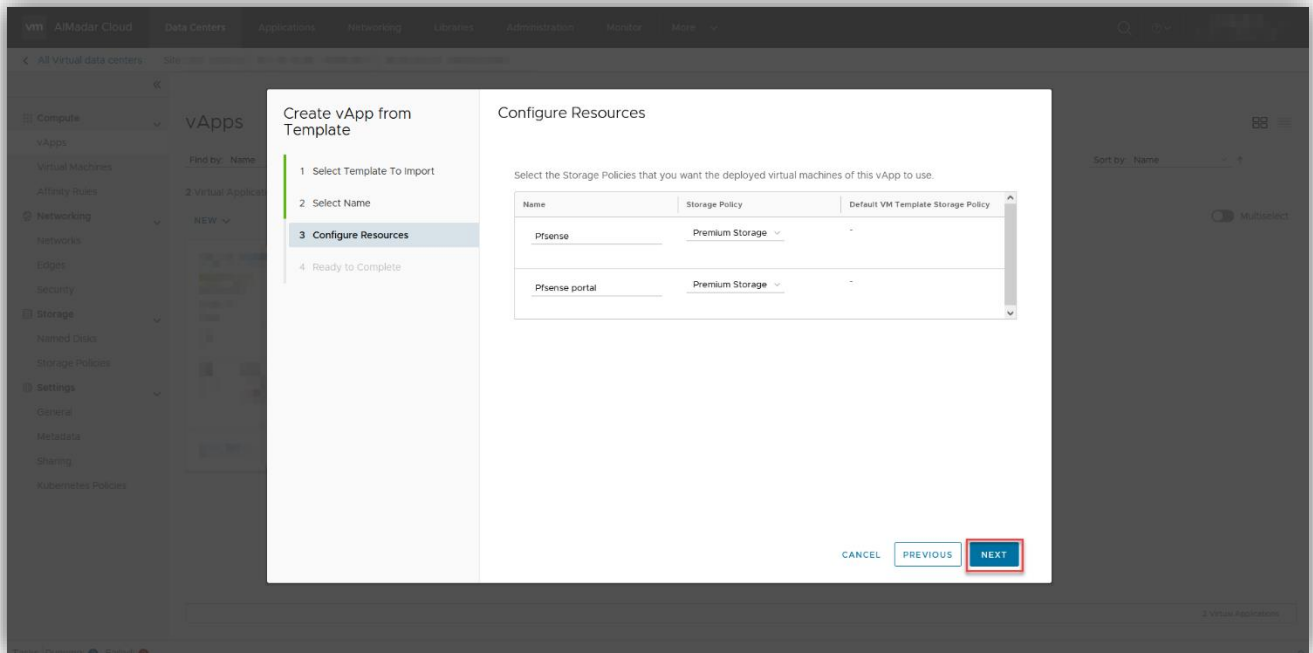 vm AlMadar Cloud Data Centers Applications Networking Libraries Administration Monitor More
All Virtual data centers Site:
Compute
vApps
Virtual Machines
Affinity Rules
Networking
Networks
Edges
Security
Storage
Named Disks
Storage Policies
Settings
General
Metadata
Sharing
Kubernetes Policies
vApps
Find by: Name
2 Virtual
NEW
Sort by: Name
Multiselect
Create vApp from
Template
1 Select Template To Import
2 Select Name
3 Configure Resources
4 Ready to Complete
Configure Resources
Select the Storage Policies that you want the deployed virtual machines of this vApp to use.
Name Storage Policy Default VM Template Storage Policy
Pfsense Premium Storage -
Pfsense portal Premium Storage -
CANCEL PREVIOUS NEXT
2 Virtual Applications